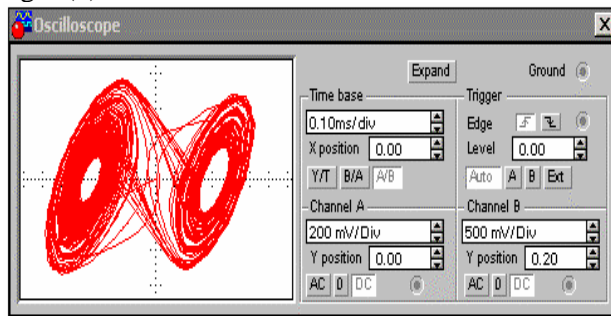 Oscilloscope
X
Expand
Ground
Time base
Trigger
0.10ms/div
Edge
X position 0.00
Level 0.00
Y/T B/A A/B
Auto A B Ext
Channel A
Channel B
200 mV/Div
500 mV/Div
Y position 0.00
Y position 0.20
AC 0 DC
AC 0 DC